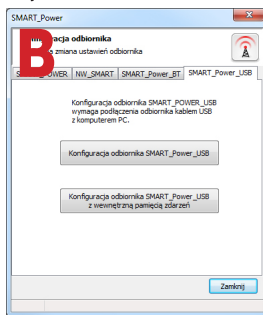 SMART_Power
B
odbiornika
zmiana ustawień odbiornika
NW_SMART SMART_Power_BT SMART_Power_USB
Konfiguracja odbiornika SMART_POWER_USB
wymaga podłączenia odbiornika kablem USB
z komputerem PC.
Konfiguracja odbiornika SMART_Power_USB
Konfiguracja odbiornika SMART_Power_USB
z wewnętrzną pamięcią zdarzeń
Zamknij